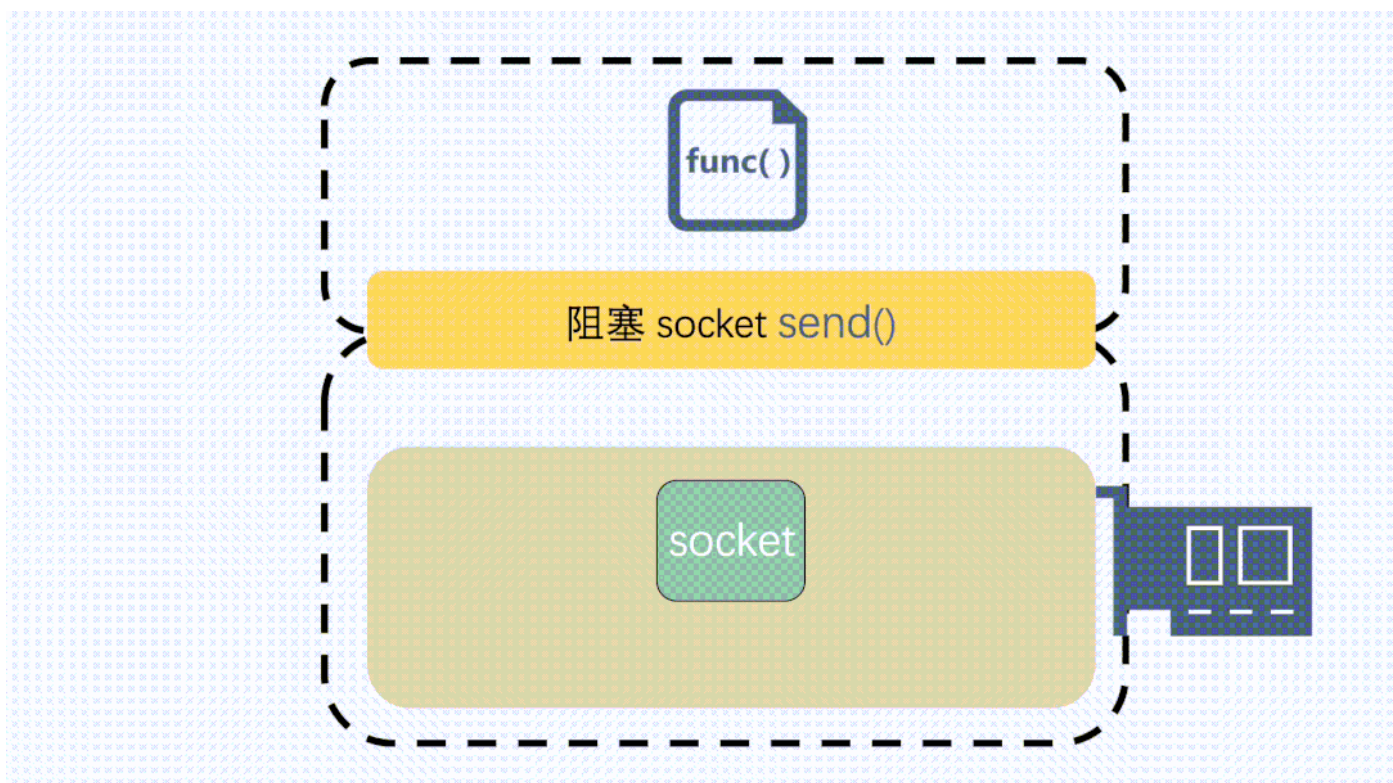 func( )
阻塞 socket send()
socket